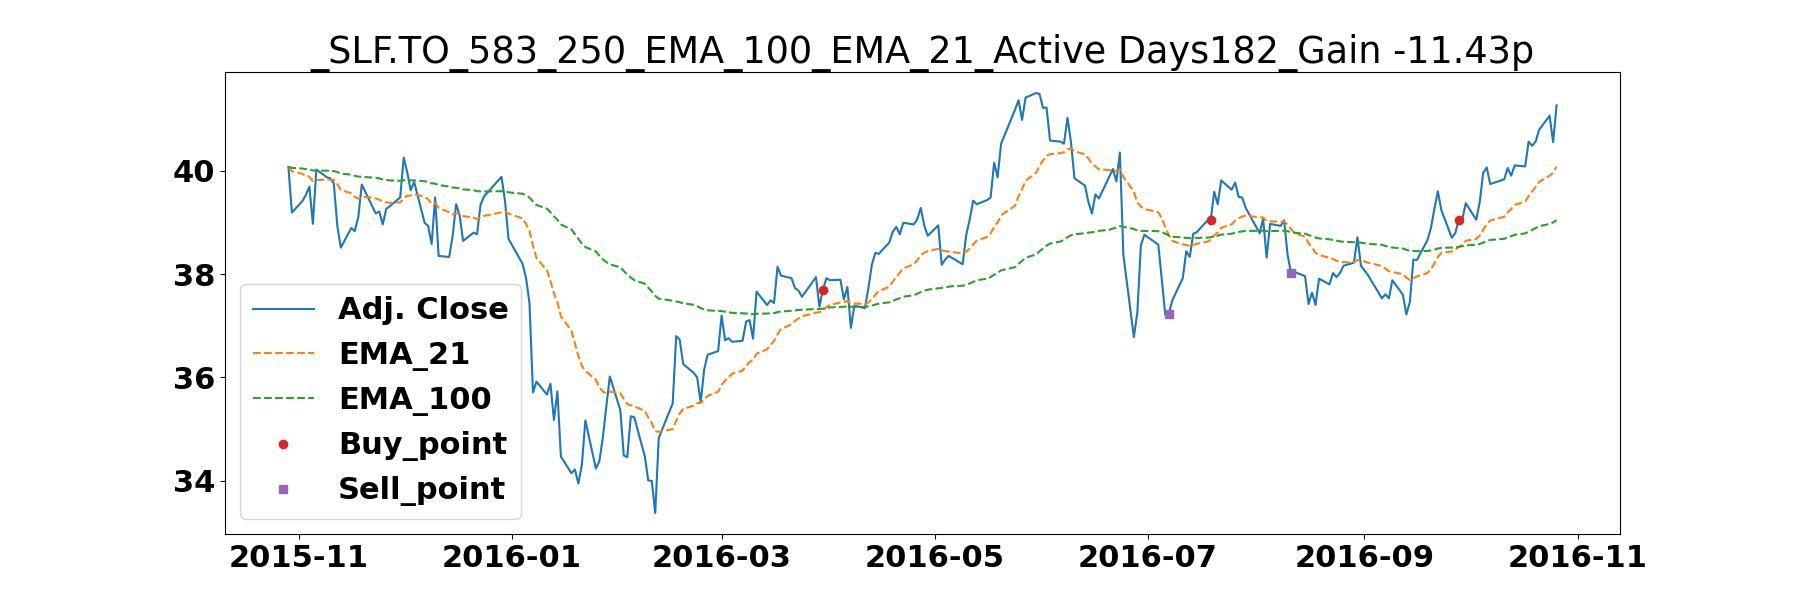 _SLF.TO_583_250_EMA_100_EMA_21_Active Days182_Gain -11.43p
40
38
36
34
Adj. Close
EMA_21
EMA_100
Buy_point
Sell_point
2015-11 2016-01 2016-03 2016-05 2016-07 2016-09 2016-11